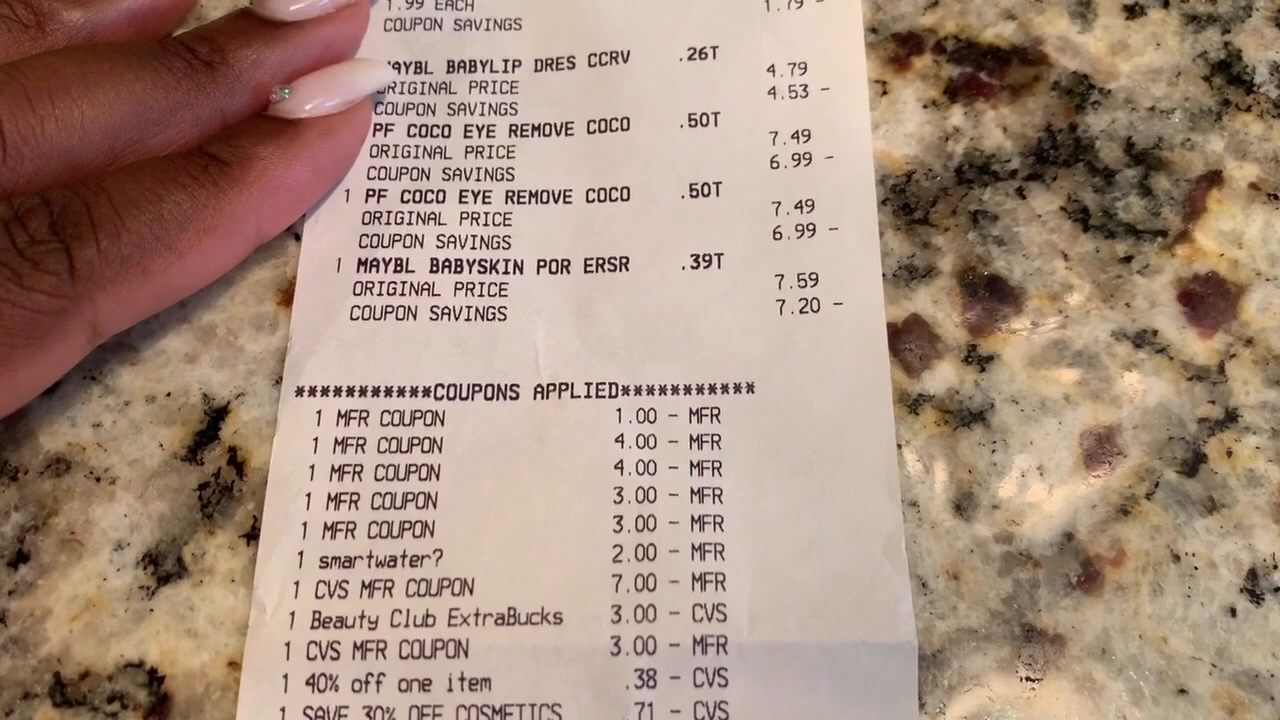 1.99 EACH 1.79 -
COUPON SAVINGS
MAYBL BABYLIP DRES CCRV .26T
ORIGINAL PRICE 4.79
COUPON SAVINGS 4.53 -
PF COCO EYE REMOVE COCO .50T
ORIGINAL PRICE 7.49
COUPON SAVINGS 6.99 -
1 PF COCO EYE REMOVE COCO .50T
ORIGINAL PRICE 7.49
COUPON SAVINGS 6.99 -
1 MAYBL BABYSKIN POR ERSR .39T
ORIGINAL PRICE 7.59
COUPON SAVINGS 7.20 -
***********COUPONS APPLIED***********
1 MFR COUPON 1.00 - MFR
1 MFR COUPON 4.00 - MFR
1 MFR COUPON 4.00 - MFR
1 MFR COUPON 3.00 - MFR
1 MFR COUPON 3.00 - MFR
1 smartwater? 2.00 - MFR
1 CVS MFR COUPON 7.00 - MFR
1 Beauty Club ExtraBucks 3.00 - CVS
1 CVS MFR COUPON 3.00 - MFR
1 40% off one item .38 - CVS
1 SAVE 30% OFF COSMETICS .71 - CVS